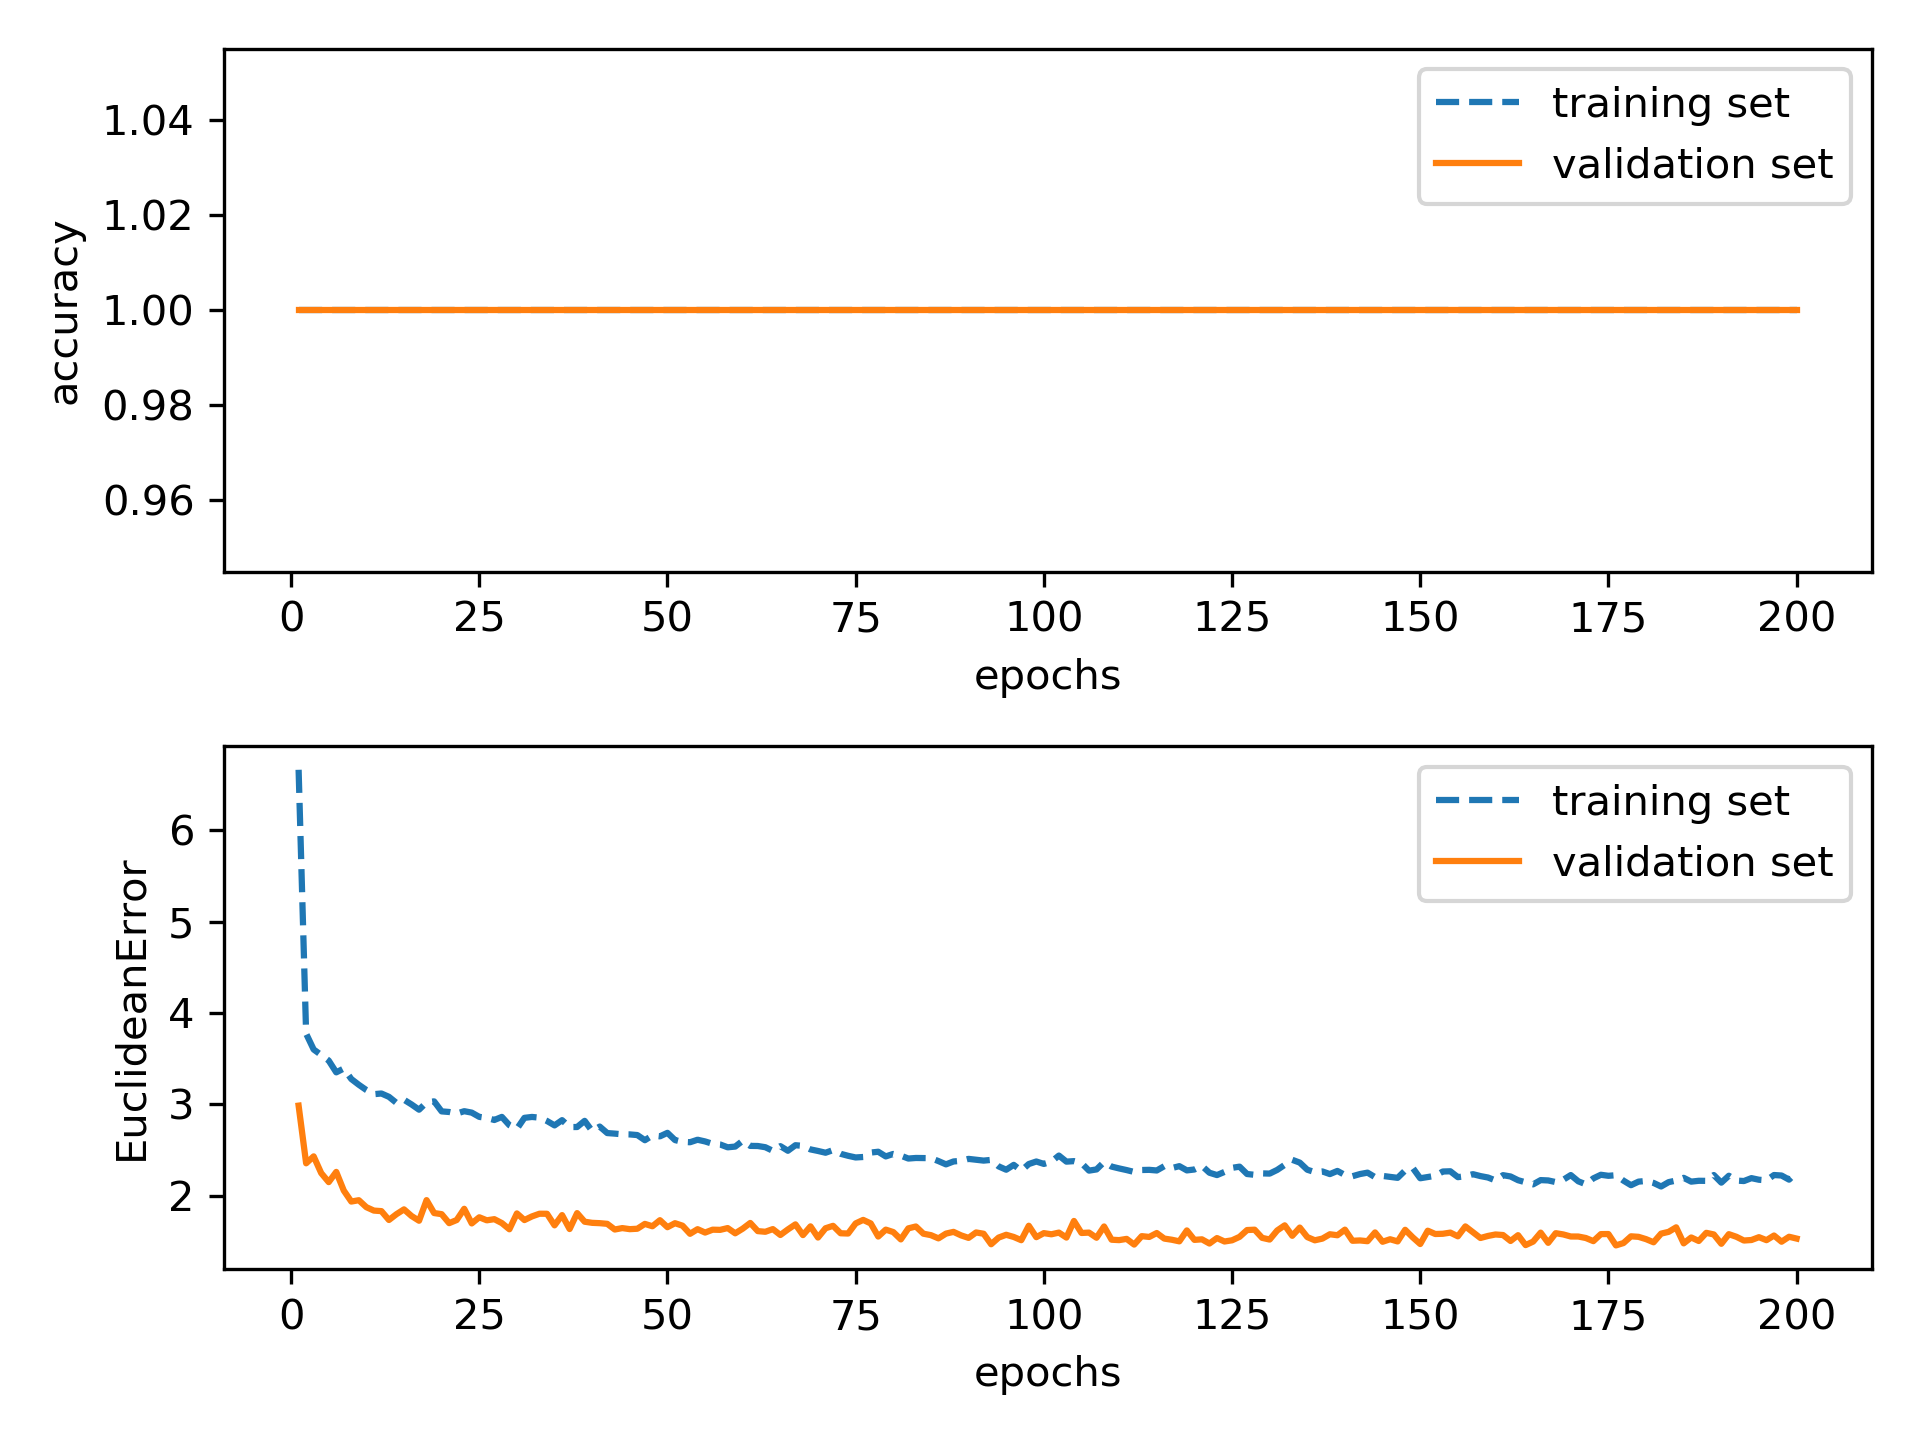 accuracy
1.04
1.02
1.00
0.98
0.96
training set
validation set
0 25 50 75 100 125 150 175 200
epochs
EuclideanError
6
5
4
3
2
training set
validation set
0 25 50 75 100 125 150 175 200
epochs